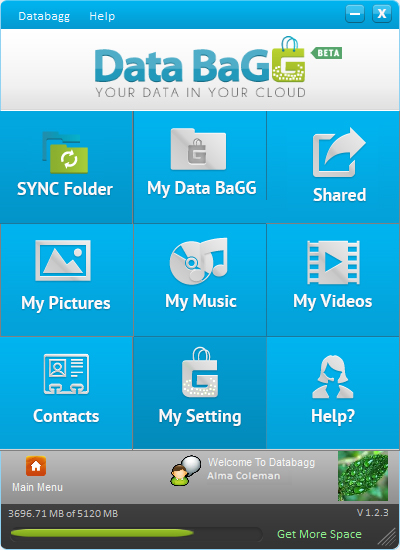 Databagg Help
Data BaGG
BETA
YOUR DATA IN YOUR CLOUD
SYNC Folder
My Data BaGG
Shared
My Pictures
My Music
My Videos
Contacts
My Setting
Help?
Main Menu
Welcome To Databagg
Alma Coleman
3696.71 MB of 5120 MB
V 1.2.3
Get More Space